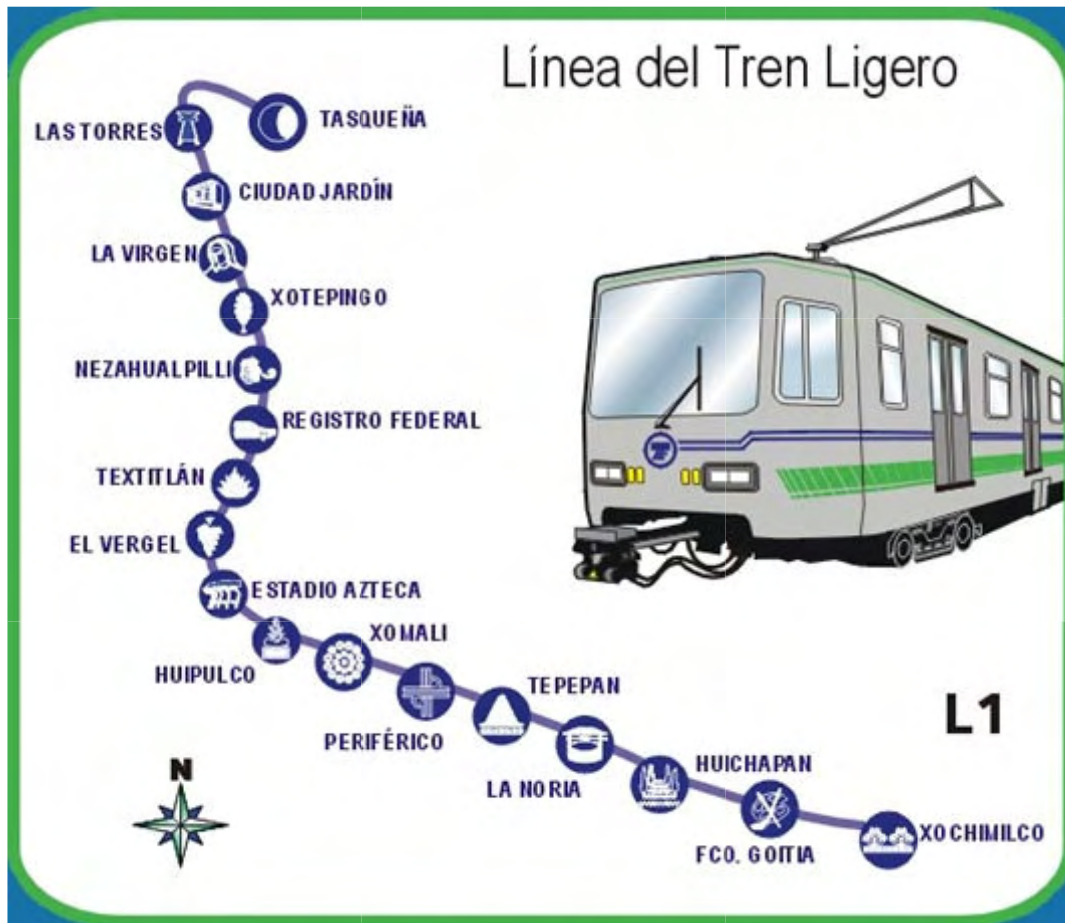 Línea del Tren Ligero
TASQUEÑA
LAS TORRES
CIUDAD JARDÍN
LA VIRGEN
XOTEPINGO
NEZAHUALPILLI
REGISTRO FEDERAL
TEXTITLÁN
EL VERGEL
ESTADIO AZTECA
HUIPULCO
XOMALI
PERIFÉRICO
TEPEPAN
LA NORIA
HUICHAPAN
FCO. GOITIA
XOCHIMILCO
L1
N